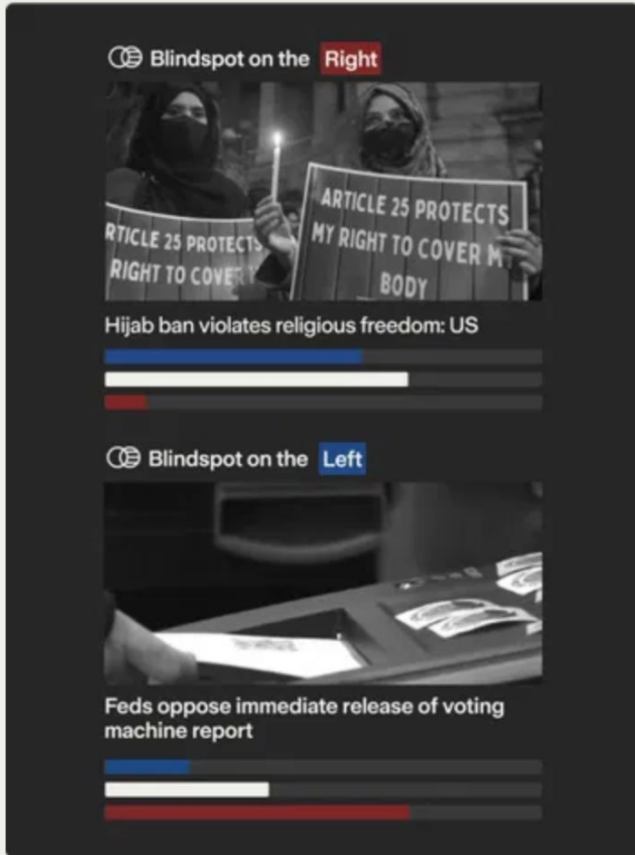 Blindspot on the Right
RTICLE 25 PROTECTS
RIGHT TO COVER
ARTICLE 25 PROTECTS
MY RIGHT TO COVER M
BODY
Hijab ban violates religious freedom: US
Blindspot on the Left
Feds oppose immediate release of voting
machine report